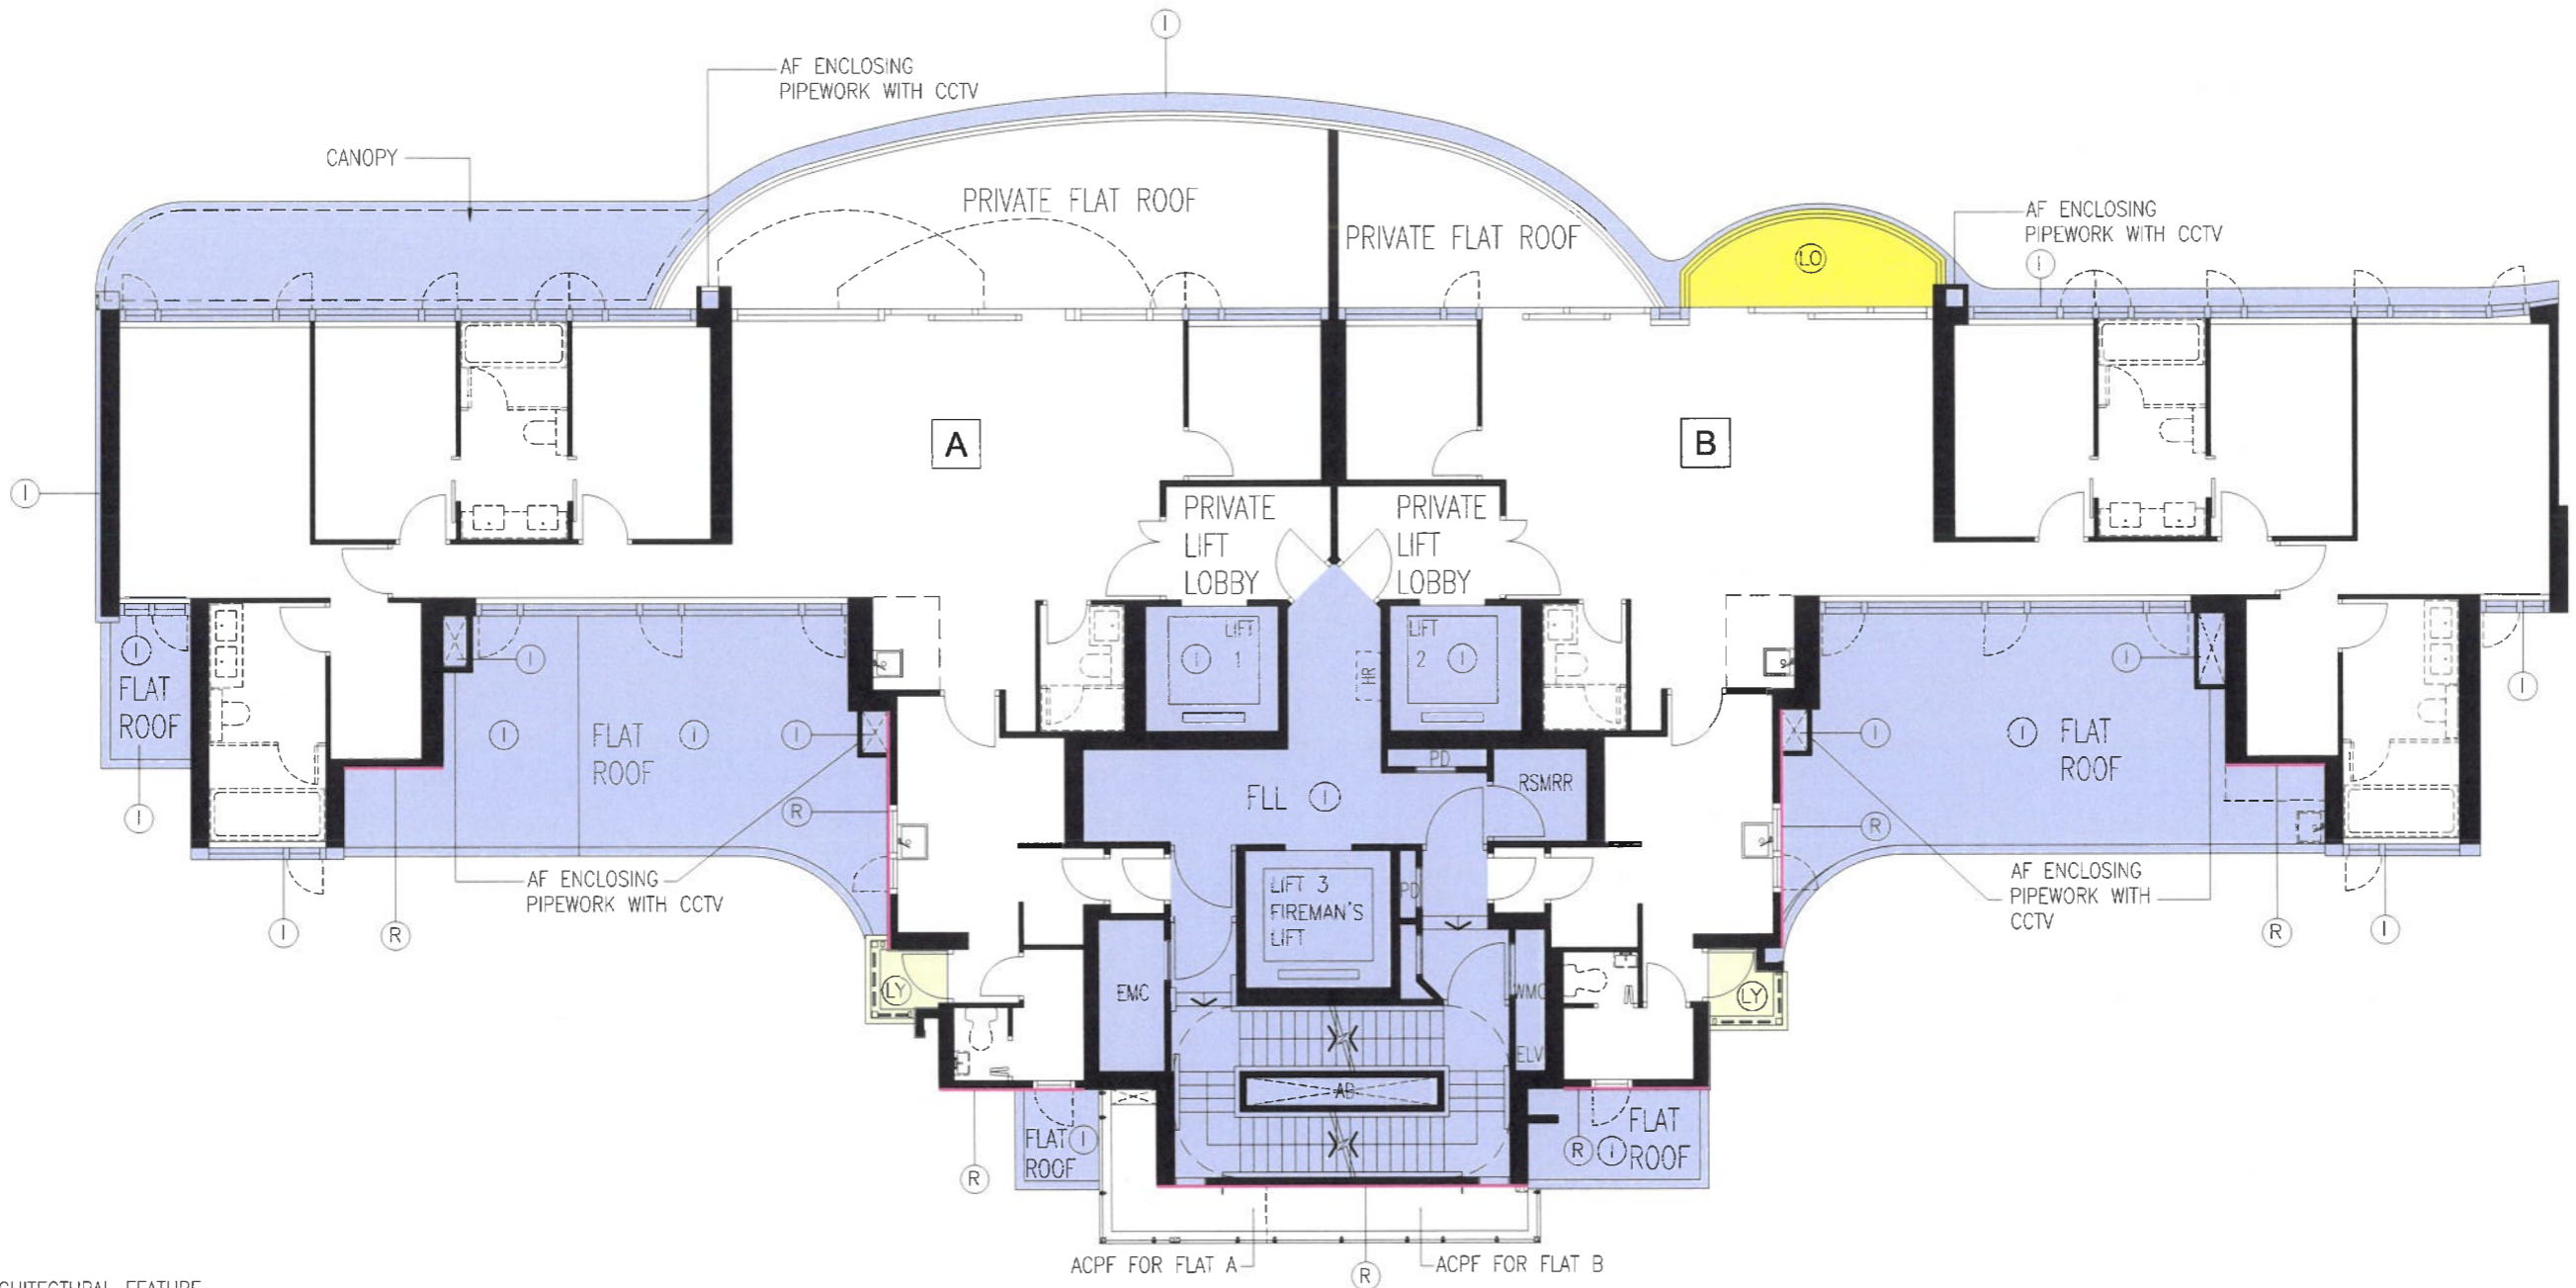 I
AF ENCLOSING
PIPEWORK WITH CCTV
CANOPY
PRIVATE FLAT ROOF
PRIVATE FLAT ROOF
AF ENCLOSING
PIPEWORK WITH CCTV
LO
I
A
B
I
PRIVATE
LIFT
LOBBY
PRIVATE
LIFT
LOBBY
LIFT
1
I
LIFT
2
I
HR
I
FLAT
ROOF
I
I
I
FLAT
ROOF
I
I
I
I
I
FLAT
ROOF
I
PD
RSMRR
FLL
I
R
R
I
R
I
AF ENCLOSING
PIPEWORK WITH CCTV
LIFT 3
FIREMAN'S
LIFT
PD
AF ENCLOSING
PIPEWORK WITH
CCTV
R
I
LY
EMC
WMC
LY
ELV
AD
FLAT
ROOF
I
R
FLAT
ROOF
R
I
ACPF FOR FLAT A
R
ACPF FOR FLAT B